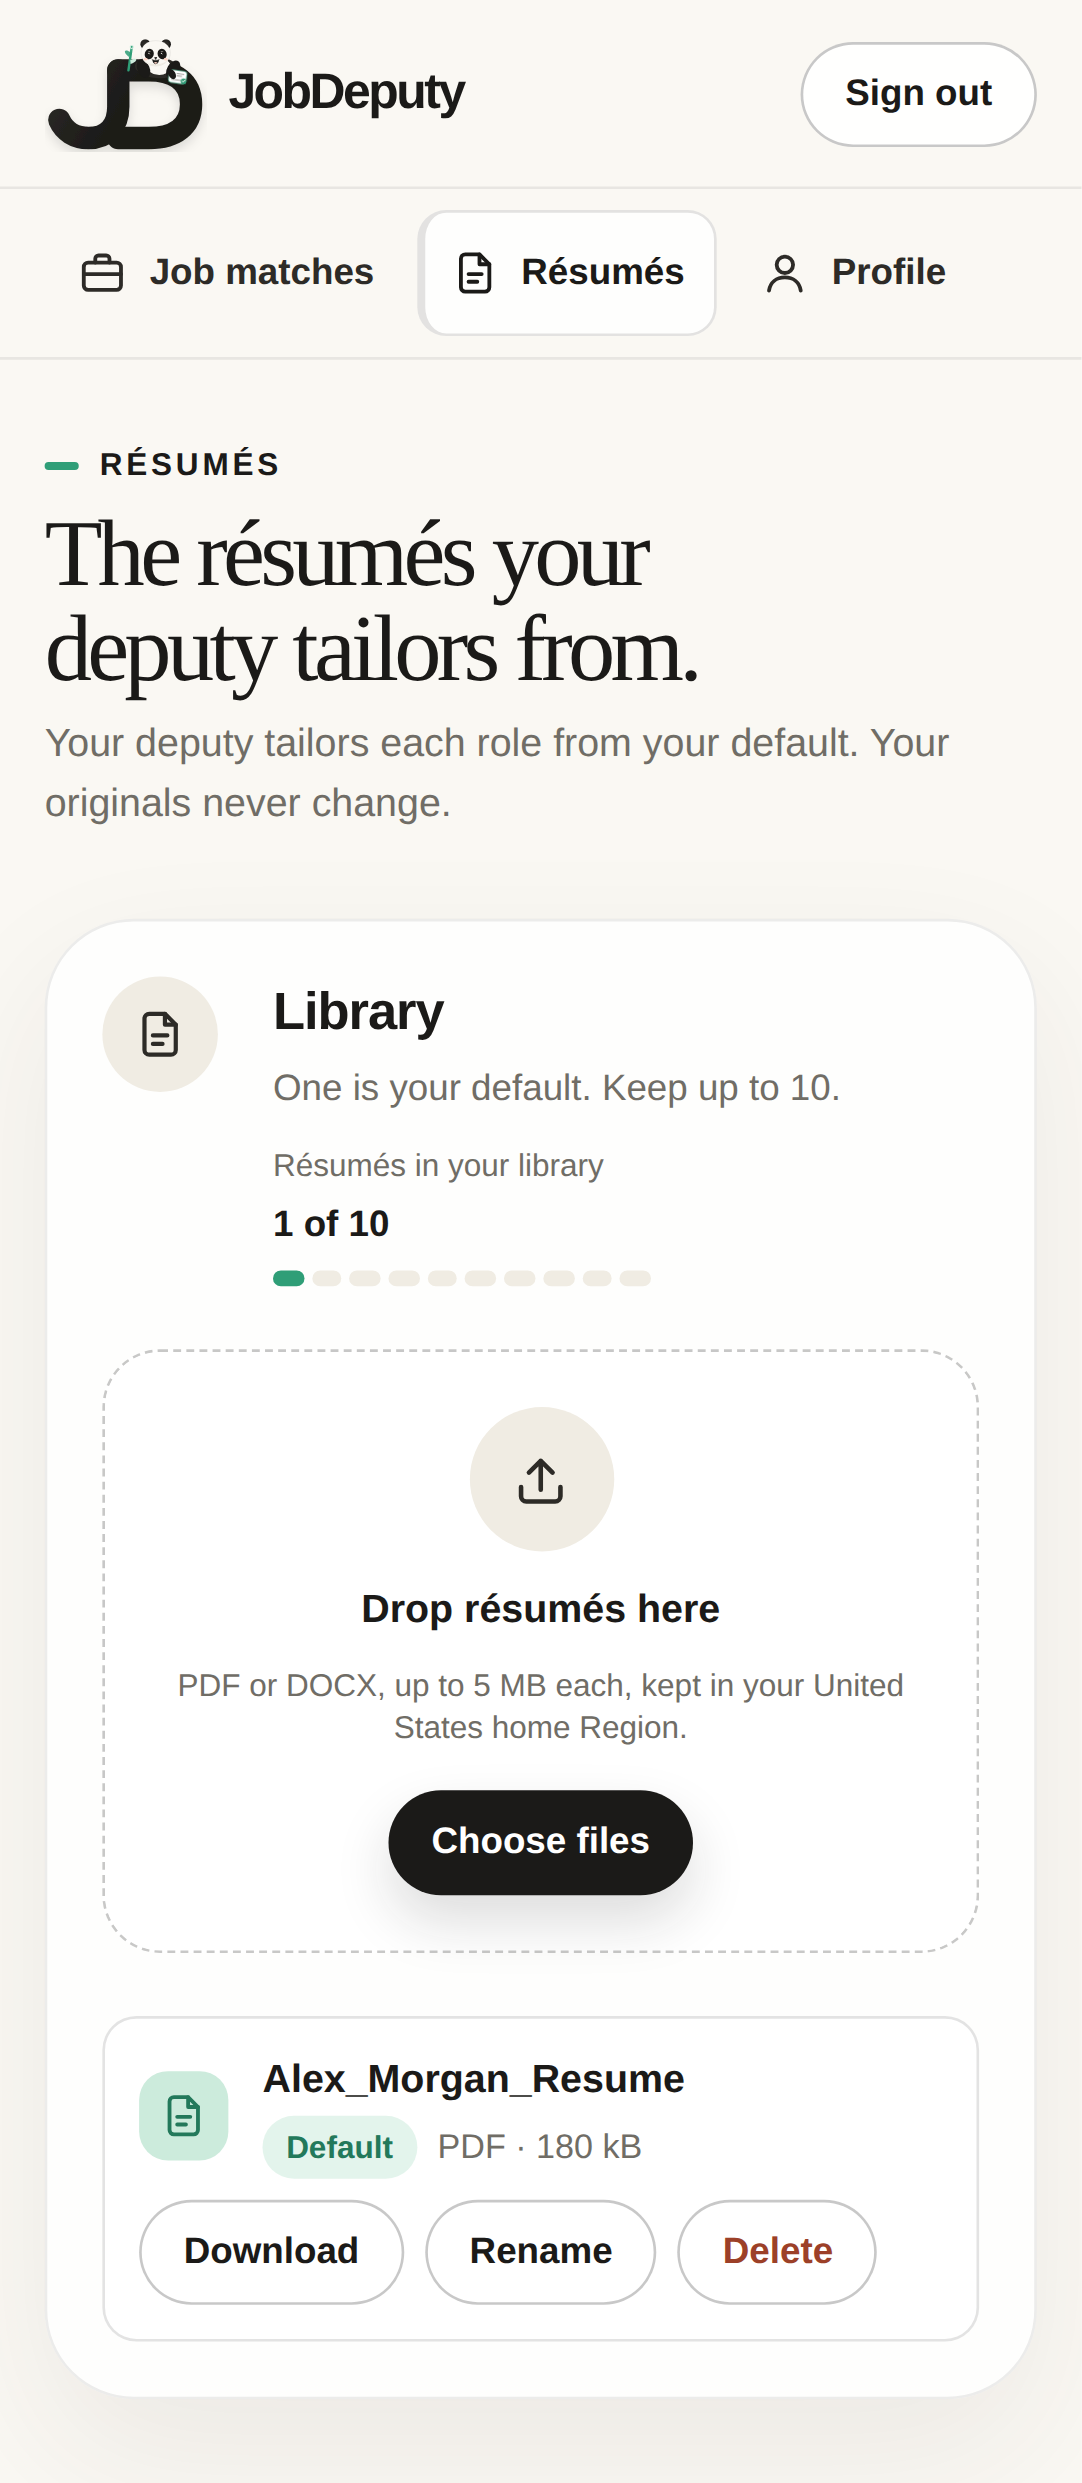 JobDeputy
Sign out
Job matches
Résumés
Profile
RÉSUMÉS
The résumés your
deputy tailors from.
Your deputy tailors each role from your default. Your
originals never change.
Library
One is your default. Keep up to 10.
Résumés in your library
1 of 10
Drop résumés here
PDF or DOCX, up to 5 MB each, kept in your United
States home Region.
Choose files
Alex_Morgan_Resume
Default PDF · 180 kB
Download
Rename
Delete